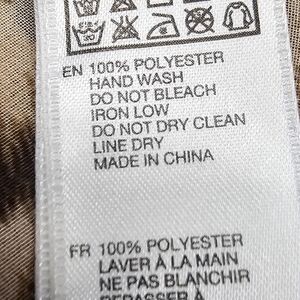 EN 100% POLYESTER
HAND WASH
DO NOT BLEACH
IRON LOW
DO NOT DRY CLEAN
LINE DRY
MADE IN CHINA
FR 100% POLYESTER
LAVER À LA MAIN
NE PAS BLANCHIR
REPASSER À